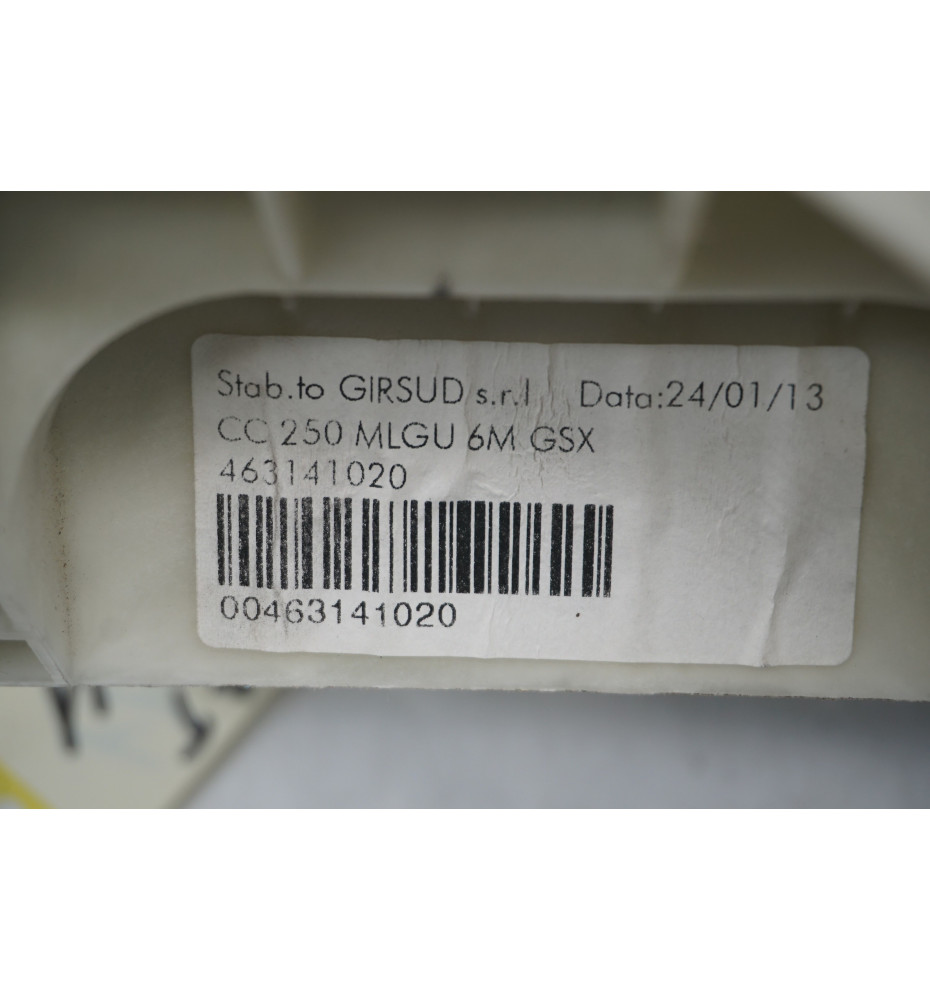 Stab.to GIRSUD s.r.l Data:24/01/13
CC 250 MLGU 6M GSX
463141020
00463141020